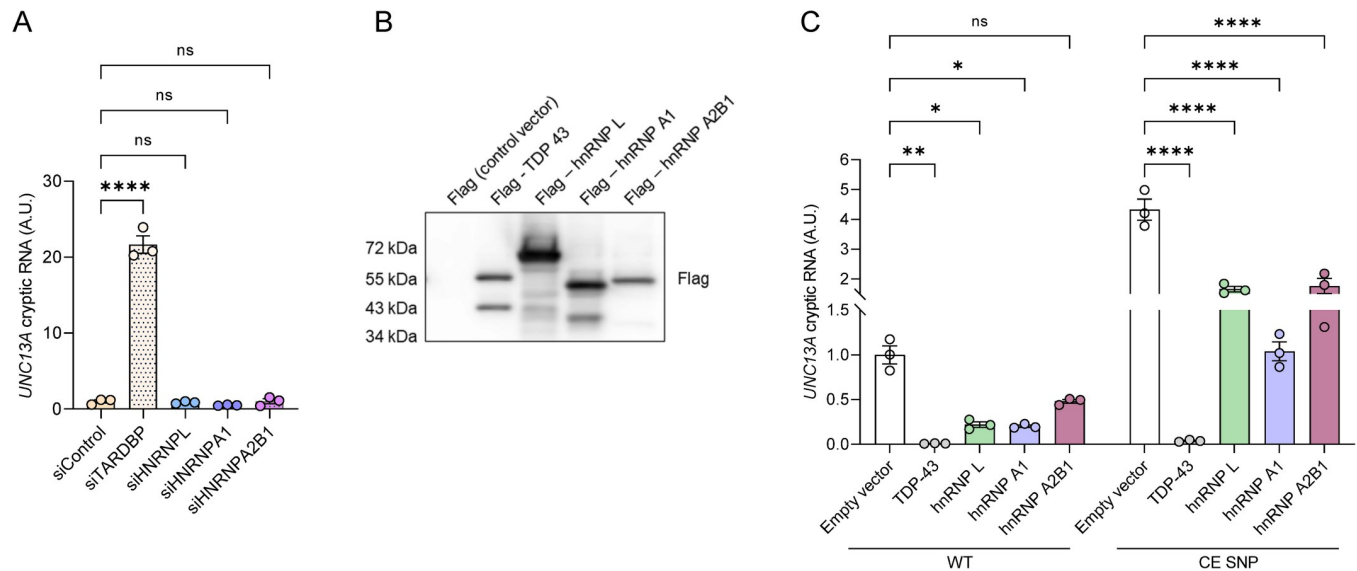 A
ns
ns
ns
****
UNC13A cryptic RNA (A.U.)
30
20
10
0
siControl
siTARDBP
siHNRNPL
siHNRNPA1
siHNRNPA2B1
B
Flag (control vector)
Flag - TDP 43
Flag – hnRNP L
Flag – hnRNP A1
Flag – hnRNP A2B1
72 kDa
55 kDa
43 kDa
34 kDa
Flag
C
ns
*
*
**
****
****
****
****
UNC13A cryptic RNA (A.U.)
6
5
4
3
2
1.5
1.0
0.5
0.0
Empty vector
TDP-43
hnRNP L
hnRNP A1
hnRNP A2B1
Empty vector
TDP-43
hnRNP L
hnRNP A1
hnRNP A2B1
WT
CE SNP